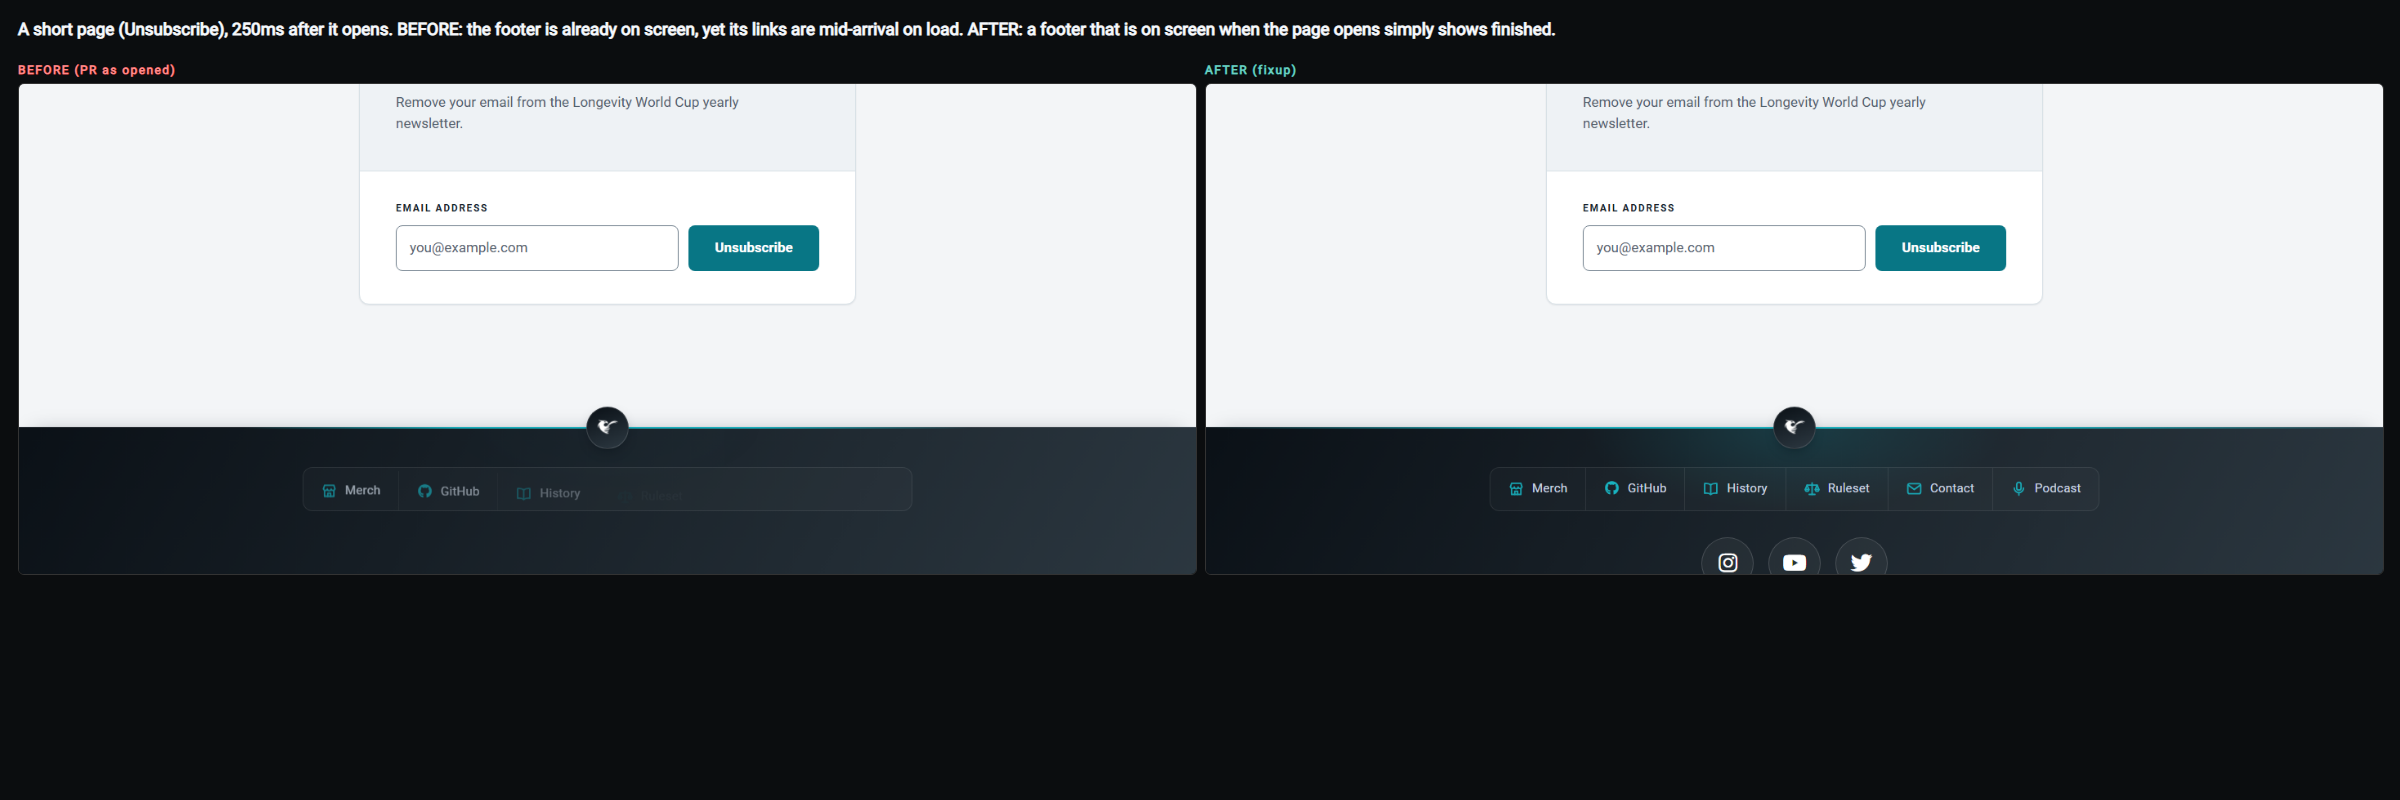 A short page (Unsubscribe), 250ms after it opens. BEFORE: the footer is already on screen, yet its links are mid-arrival on load. AFTER: a footer that is on screen when the page opens simply shows finished.
BEFORE (PR as opened)
Remove your email from the Longevity World Cup yearly
newsletter.
EMAIL ADDRESS
you@example.com
Unsubscribe
Merch
GitHub
History
Ruleset
AFTER (fixup)
Remove your email from the Longevity World Cup yearly
newsletter.
EMAIL ADDRESS
you@example.com
Unsubscribe
Merch
GitHub
History
Ruleset
Contact
Podcast